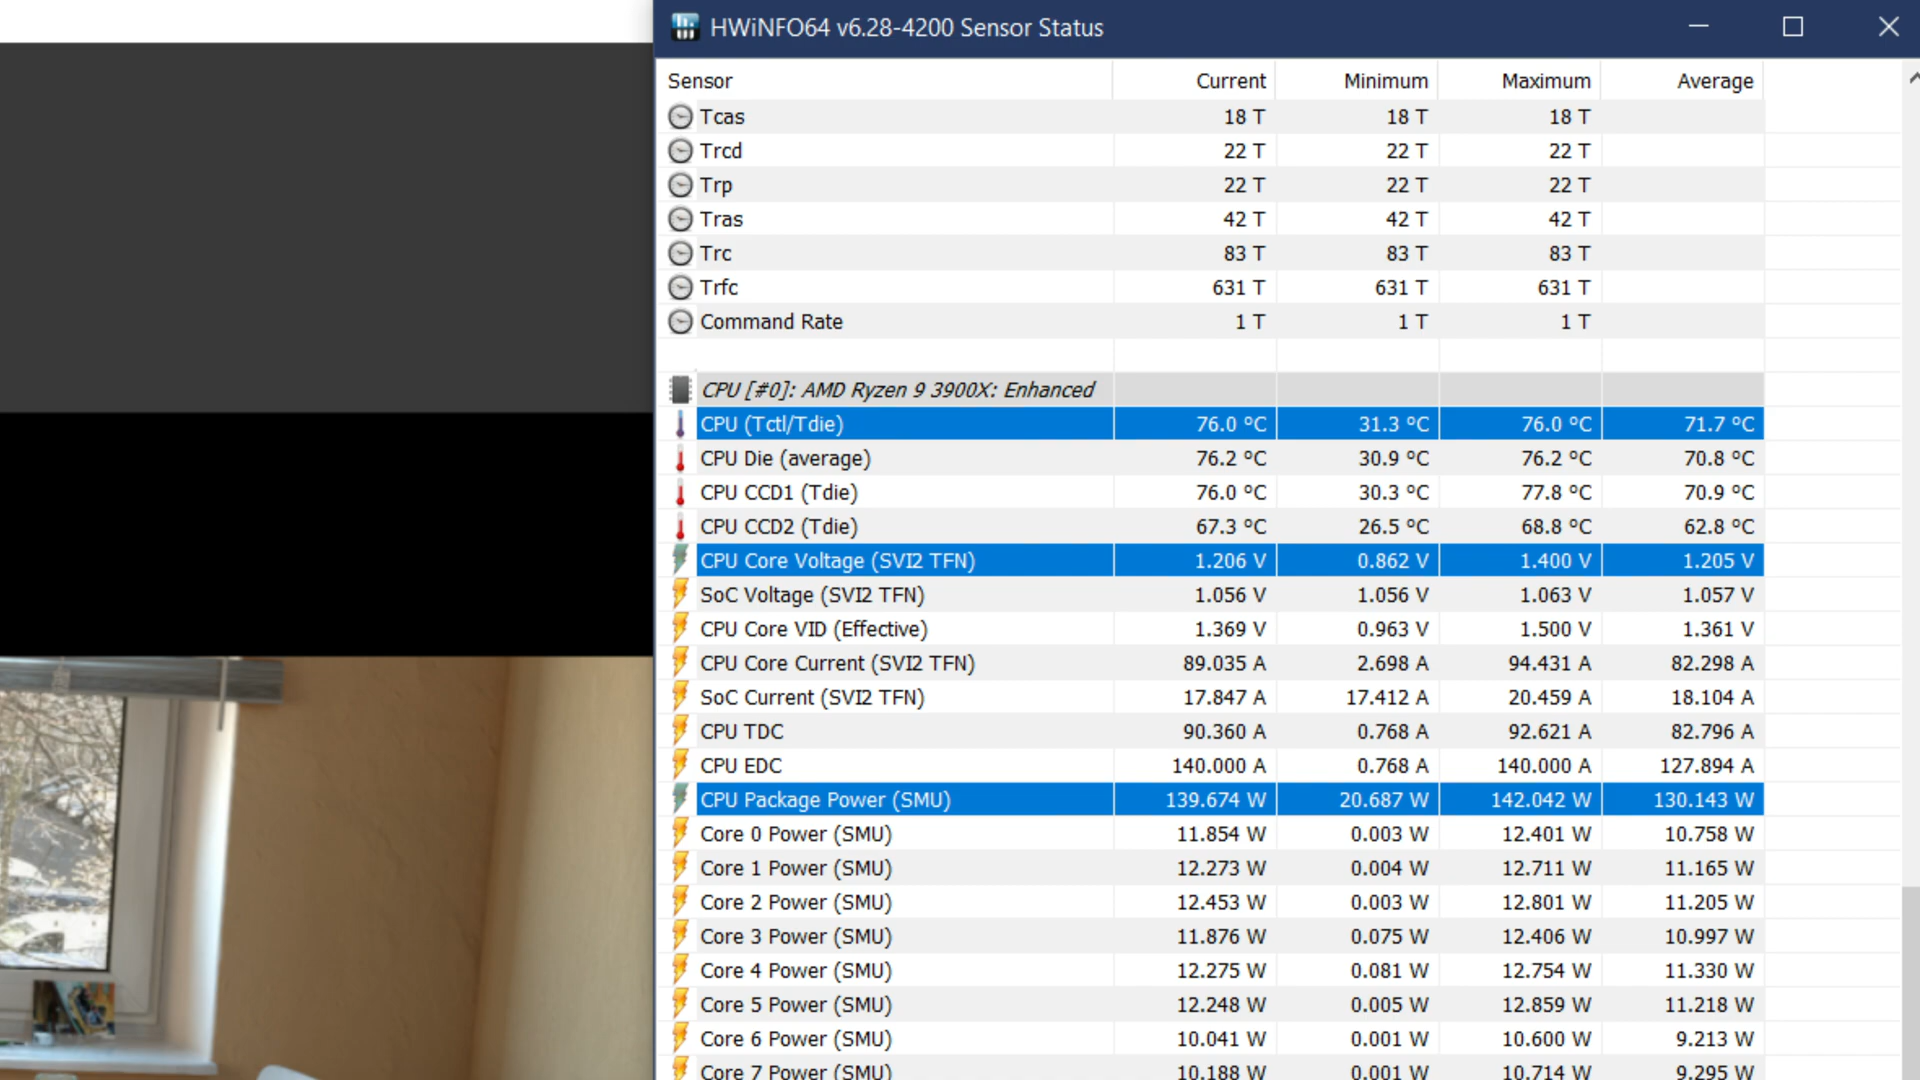 HWiNFO64 v6.28-4200 Sensor Status
Sensor Current Minimum Maximum Average
Tcas 18 T 18 T 18 T
Trcd 22 T 22 T 22 T
Trp 22 T 22 T 22 T
Tras 42 T 42 T 42 T
Trc 83 T 83 T 83 T
Trfc 631 T 631 T 631 T
Command Rate 1 T 1 T 1 T
CPU [#0]: AMD Ryzen 9 3900X: Enhanced
CPU (Tctl/Tdie) 76.0 °C 31.3 °C 76.0 °C 71.7 °C
CPU Die (average) 76.2 °C 30.9 °C 76.2 °C 70.8 °C
CPU CCD1 (Tdie) 76.0 °C 30.3 °C 77.8 °C 70.9 °C
CPU CCD2 (Tdie) 67.3 °C 26.5 °C 68.8 °C 62.8 °C
CPU Core Voltage (SVI2 TFN) 1.206 V 0.862 V 1.400 V 1.205 V
SoC Voltage (SVI2 TFN) 1.056 V 1.056 V 1.063 V 1.057 V
CPU Core VID (Effective) 1.369 V 0.963 V 1.500 V 1.361 V
CPU Core Current (SVI2 TFN) 89.035 A 2.698 A 94.431 A 82.298 A
SoC Current (SVI2 TFN) 17.847 A 17.412 A 20.459 A 18.104 A
CPU TDC 90.360 A 0.768 A 92.621 A 82.796 A
CPU EDC 140.000 A 0.768 A 140.000 A 127.894 A
CPU Package Power (SMU) 139.674 W 20.687 W 142.042 W 130.143 W
Core 0 Power (SMU) 11.854 W 0.003 W 12.401 W 10.758 W
Core 1 Power (SMU) 12.273 W 0.004 W 12.711 W 11.165 W
Core 2 Power (SMU) 12.453 W 0.003 W 12.801 W 11.205 W
Core 3 Power (SMU) 11.876 W 0.075 W 12.406 W 10.997 W
Core 4 Power (SMU) 12.275 W 0.081 W 12.754 W 11.330 W
Core 5 Power (SMU) 12.248 W 0.005 W 12.859 W 11.218 W
Core 6 Power (SMU) 10.041 W 0.001 W 10.600 W 9.213 W
Core 7 Power (SMU) 10.188 W 0.001 W 10.714 W 9.295 W